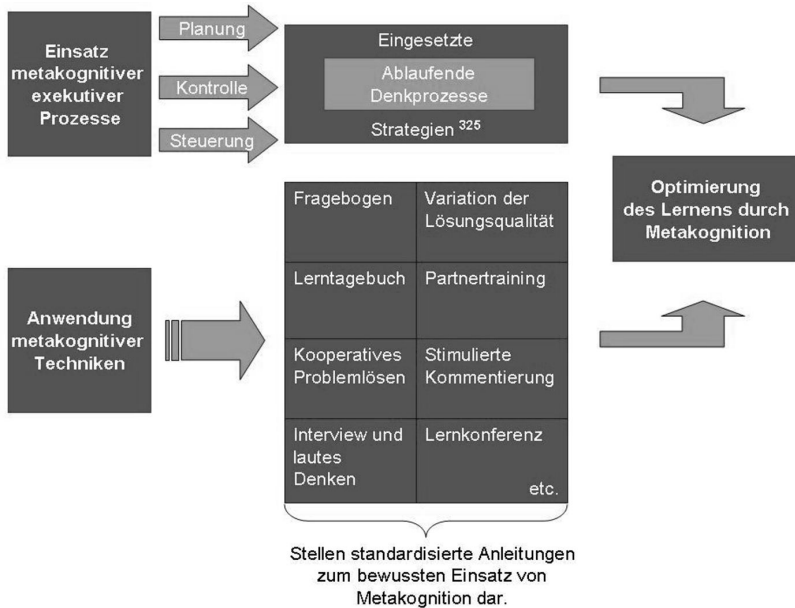 Einsatz
metakognitiver
exekutiver
Prozesse
Planung
Kontrolle
Steuerung
Eingesetzte
Ablaufende
Denkprozesse
Strategien 325
Optimierung
des Lernens durch
Metakognition
Anwendung
metakognitiver
Techniken
Fragebogen
Variation der
Lösungsqualität
Lerntagebuch
Partnertraining
Kooperatives
Problemlösen
Stimulierte
Kommentierung
Interview und
lautes
Denken
Lernkonferenz
etc.
Stellen standardisierte Anleitungen
zum bewussten Einsatz von
Metakognition dar.